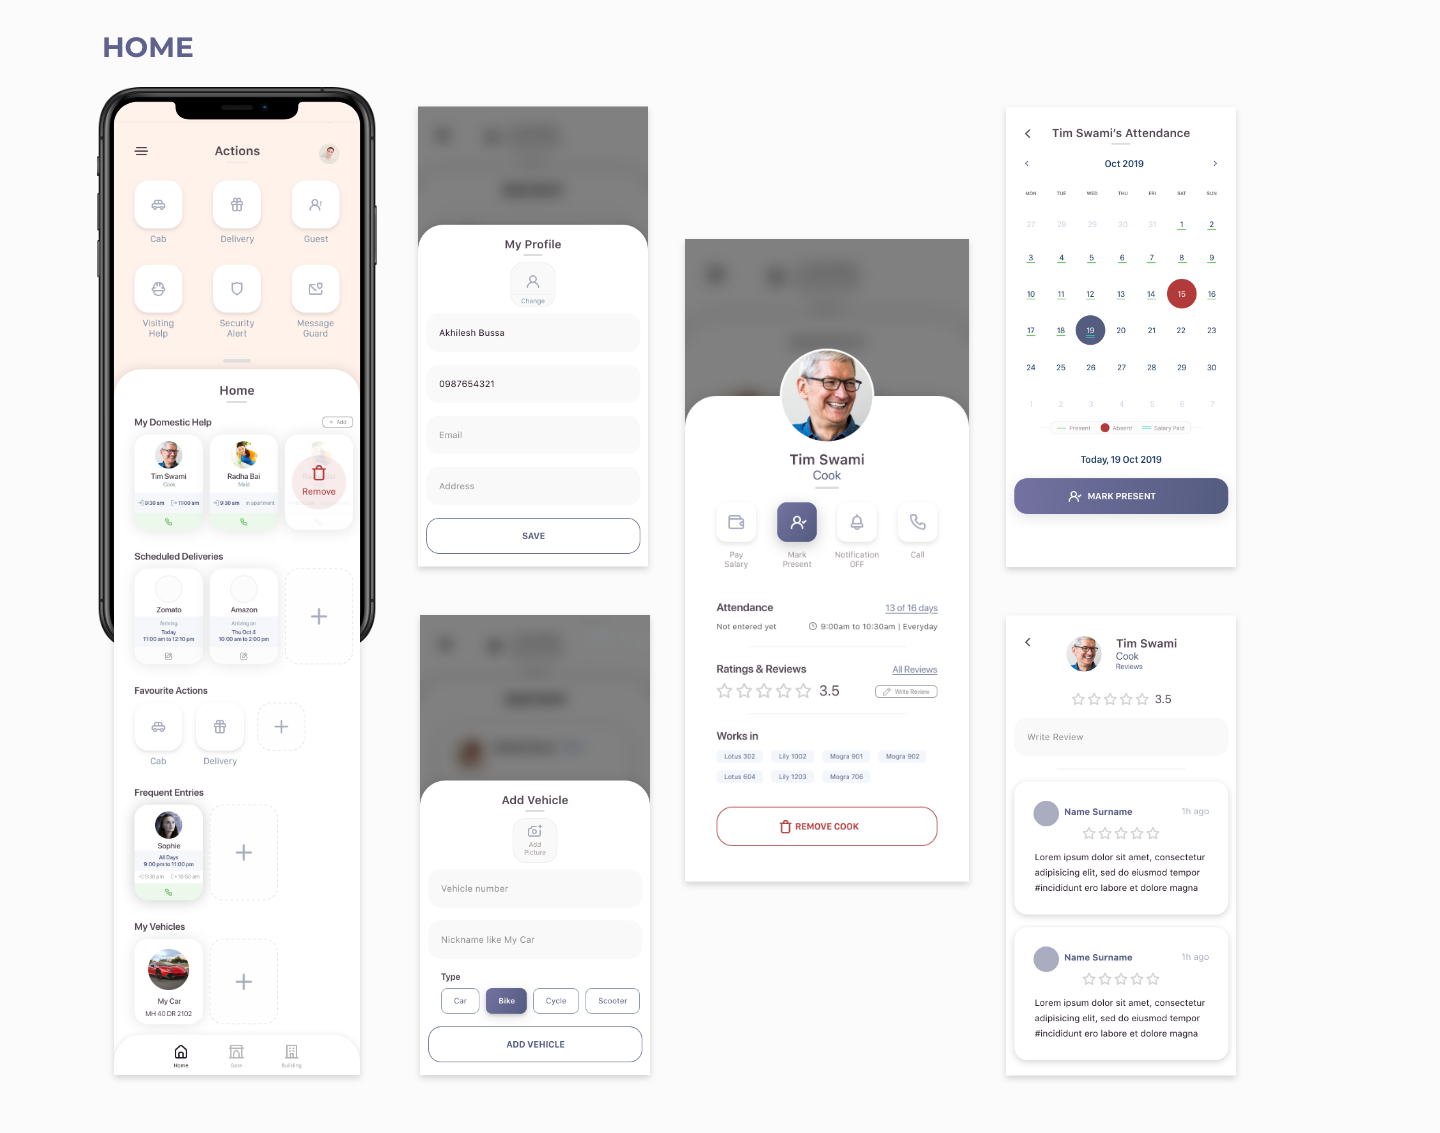 HOME
Actions
Cab
Delivery
Guest
Visiting
Help
Security
Alert
Message
Guard
Home
My Domestic Help
+ Add
Tim Swami
Cook
9:30 am
11:00 am
Radha Bai
Maid
9:30 am
in apartment
Remove
Scheduled Deliveries
Zomato
Arriving
Today
11:00 am to 12:10 pm
Amazon
Arriving on
Thu Oct 8
10:00 am to 2:00 pm
Favourite Actions
Cab
Delivery
Frequent Entries
Sophie
All Days
9:00 pm to 11:00 pm
9:30 am
10:50 am
My Vehicles
My Car
MH 40 DR 2102
Home
Building
My Profile
Change
Akhilesh Bussa
0987654321
Email
Address
SAVE
Add Vehicle
Add
Picture
Vehicle number
Nickname like My Car
Type
Car
Bike
Cycle
Scooter
ADD VEHICLE
Tim Swami
Cook
Pay
Salary
Mark
Present
Notification
OFF
Call
Attendance
13 of 16 days
Not entered yet
9:00am to 10:30am | Everyday
Ratings & Reviews
All Reviews
3.5
Write Review
Works in
Lotus 302
Lily 1002
Mogra 901
Mogra 902
Lotus 604
Lily 1203
Mogra 706
REMOVE COOK
Tim Swami's Attendance
Oct 2019
MON TUE WED THU FRI SAT SUN
27 28 29 30 31 1 2
3 4 5 6 7 8 9
10 11 12 13 14 15 16
17 18 19 20 21 22 23
24 25 26 27 28 29 30
1 2 3 4 5 6 7
Present
Absent
Salary Paid
Today, 19 Oct 2019
MARK PRESENT
Tim Swami
Cook
Reviews
3.5
Write Review
Name Surname
1h ago
Lorem ipsum dolor sit amet, consectetur
adipisicing elit, sed do eiusmod tempor
#incididunt ero labore et dolore magna
Name Surname
1h ago
Lorem ipsum dolor sit amet, consectetur
adipisicing elit, sed do eiusmod tempor
#incididunt ero labore et dolore magna